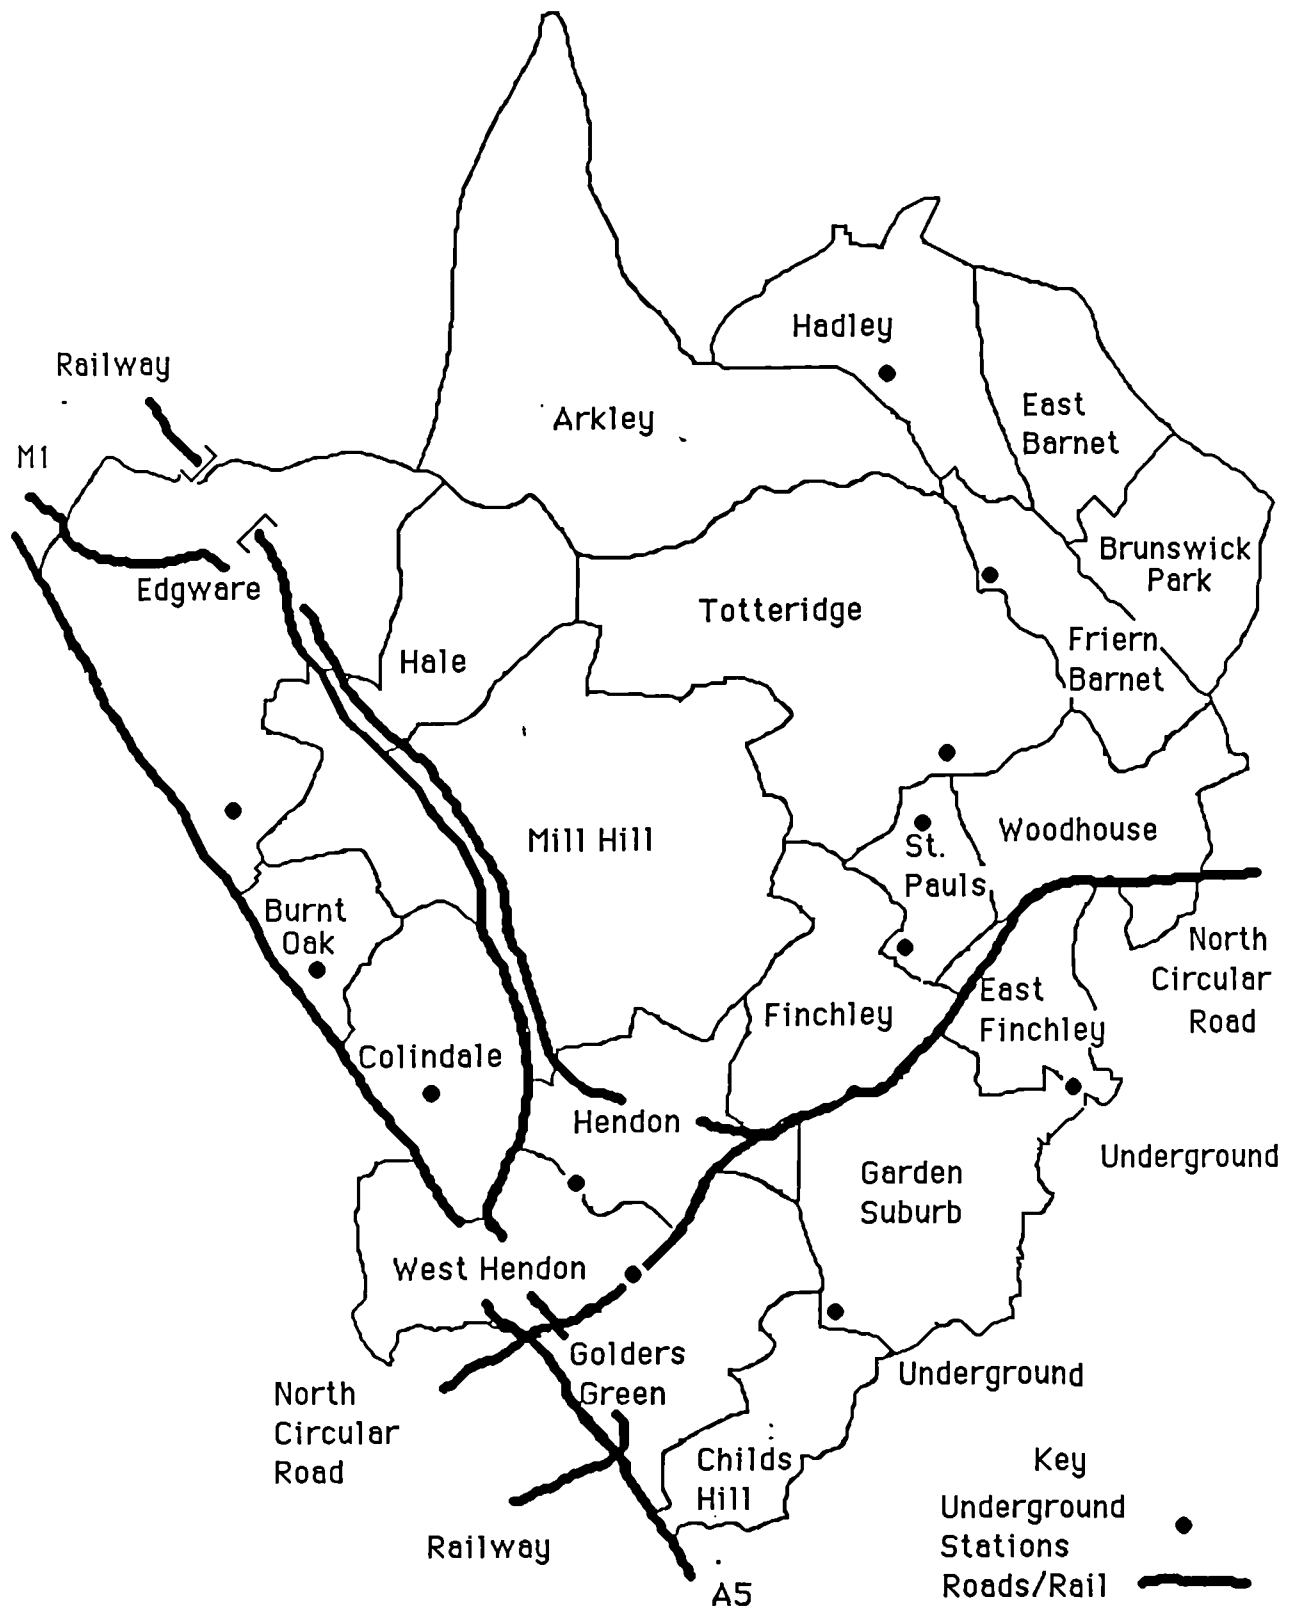 Hadley
Railway
East
Barnet
Arkley
M1
Brunswick
Park
Edgware
Totteridge
Friern
Barnet
Hale
Mill Hill
Woodhouse
St.
Pauls
Burnt
Oak
North
Circular
Road
East
Finchley
Finchley
Colindale
Hendon
Underground
Garden
Suburb
West Hendon
Golders
Green
Underground
North
Circular
Road
Childs
Hill
Railway
A5
Key
Underground
Stations
Roads/Rail